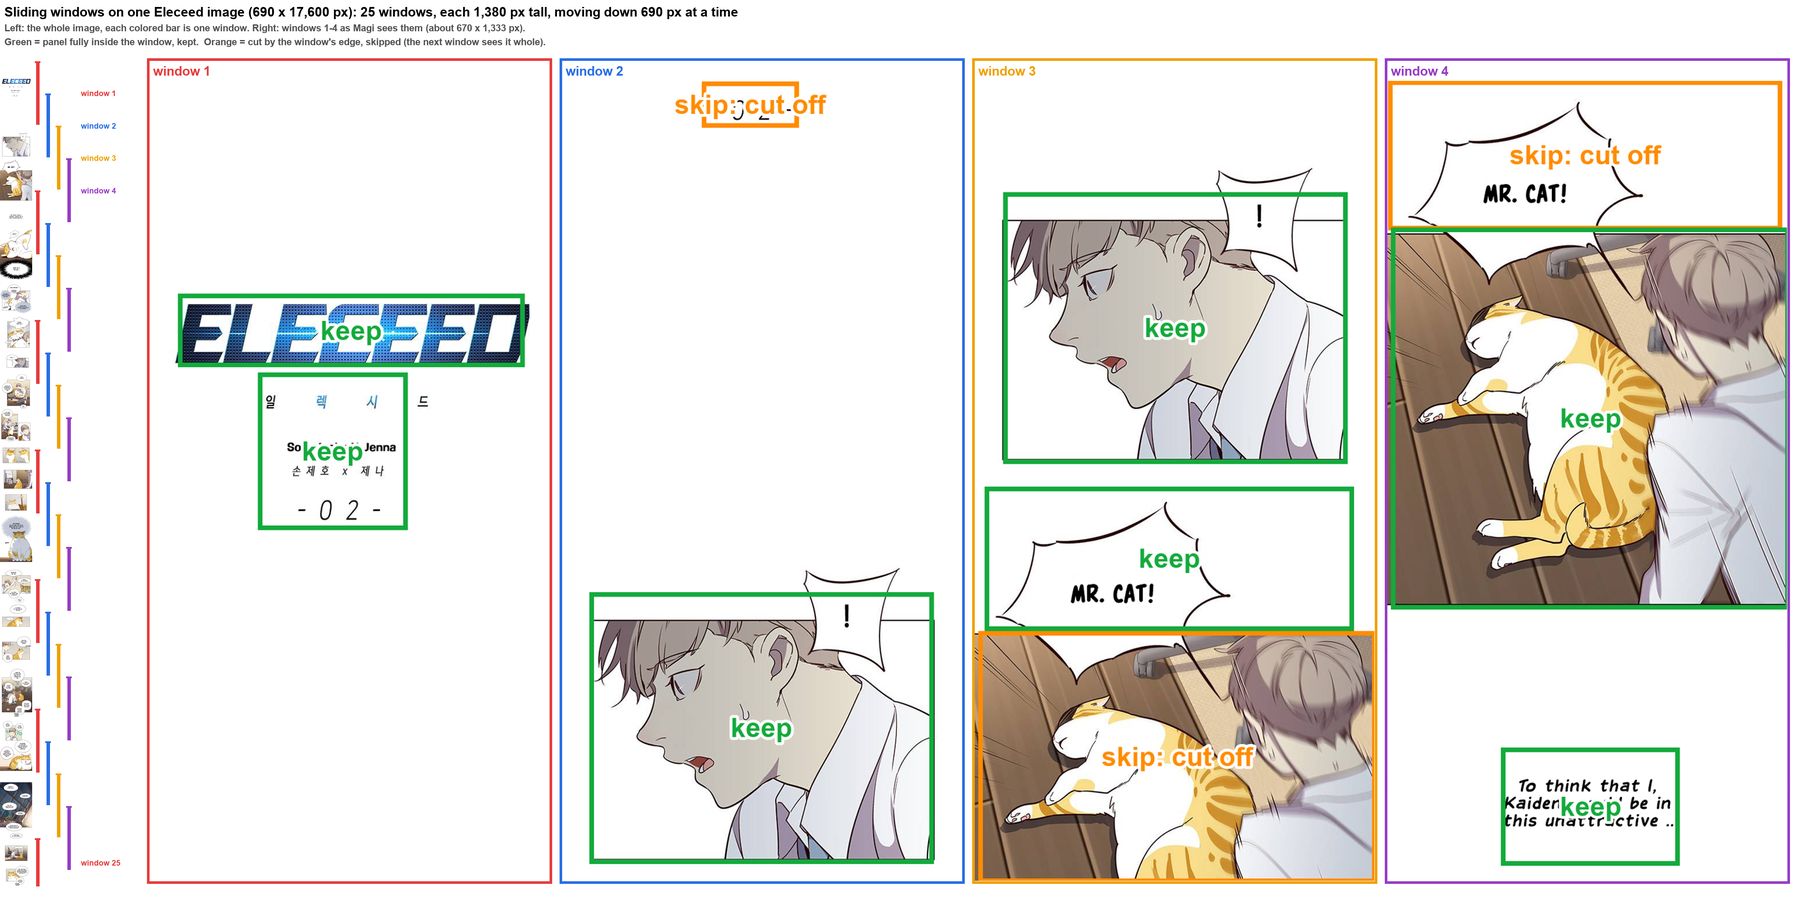 Sliding windows on one Eleceed image (690 x 17,600 px): 25 windows, each 1,380 px tall, moving down 690 px at a time
Left: the whole image, each colored bar is one window. Right: windows 1-4 as Magi sees them (about 670 x 1,333 px).
Green = panel fully inside the window, kept.  Orange = cut by the window's edge, skipped (the next window sees it whole).
ELECEED
window 1
window 2
window 3
window 4
window 25
window 1
ELECEED
keep
일 렉 시 드
So Jenna
keep
손 제 호 x 제 나
- 0 2 -
window 2
skip: cut off
!
keep
window 3
!
keep
keep
MR. CAT!
skip: cut off
window 4
skip: cut off
MR. CAT!
keep
To think that I,
Kaiden be in
keep
this unattractive ..